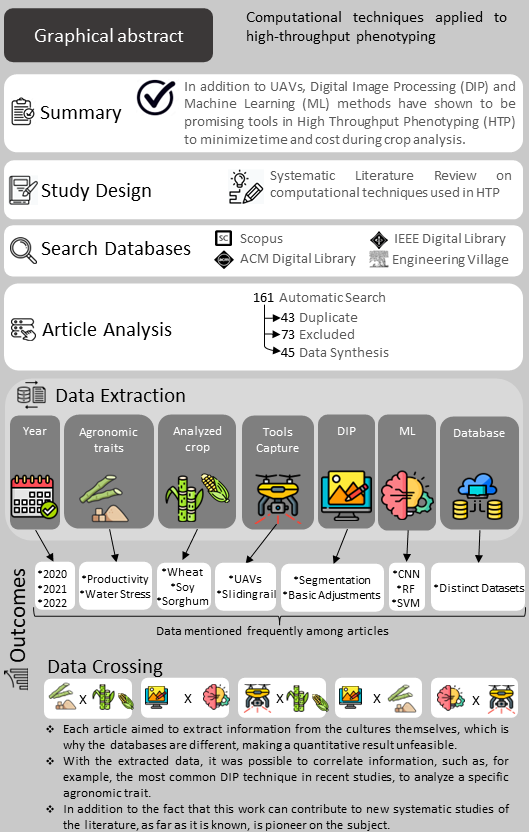 Graphical abstract
Computational techniques applied to
high-throughput phenotyping
Summary
In addition to UAVs, Digital Image Processing (DIP) and
Machine Learning (ML) methods have shown to be
promising tools in High Throughput Phenotyping (HTP)
to minimize time and cost during crop analysis.
Study Design
Systematic Literature Review on
computational techniques used in HTP
Search Databases
SC Scopus
IEEE Digital Library
ACM Digital Library
Engineering Village
Article Analysis
161 Automatic Search
43 Duplicate
73 Excluded
45 Data Synthesis
Data Extraction
Year
Agronomic
traits
Analyzed
crop
Tools
Capture
DIP
ML
Database
Outcomes
*2020
*2021
*2022
*Productivity
*Water Stress
*Wheat
*Soy
*Sorghum
*UAVs
*Sliding rail
*Segmentation
*Basic Adjustments
*CNN
*RF
*SVM
*Distinct Datasets
Data mentioned frequently among articles
Data Crossing
X X X X X
❖ Each article aimed to extract information from the cultures themselves, which is
why the databases are different, making a quantitative result unfeasible.
❖ With the extracted data, it was possible to correlate information, such as, for
example, the most common DIP technique in recent studies, to analyze a specific
agronomic trait.
❖ In addition to the fact that this work can contribute to new systematic studies of
the literature, as far as it is known, is pioneer on the subject.